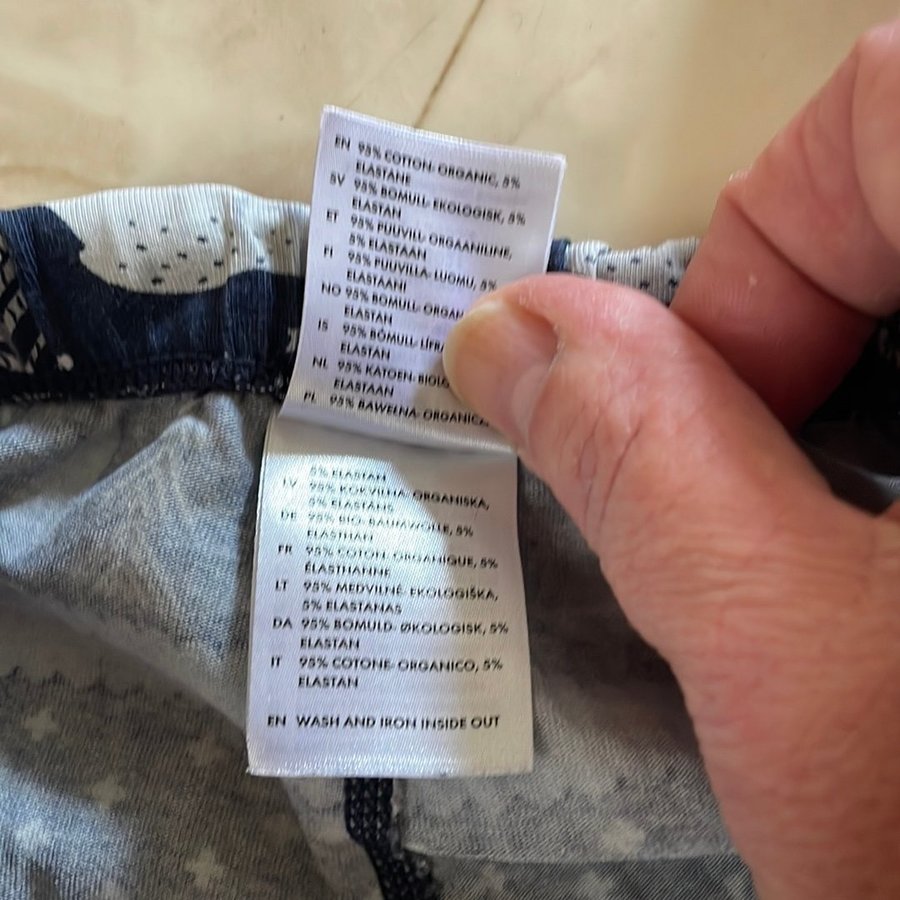 EN 95% COTTON- ORGANIC, 5%
ELASTANE
SV 95% BOMULL- EKOLOGISK, 5%
ELASTAN
ET 95% PUUVILL- ORGAANILINE,
5% ELASTAAN
FI 95% PUUVILLA- LUOMU, 5%
ELASTAANI
NO 95% BOMULL-
ELASTAN
IS 95% BÓMULL-
ELASTAN
NL 95% KATOEN-
ELASTAAN
PL 95% BAWEŁNA-
5% ELASTAN
LV 95% KOKVILNA- ORGANISKA,
5% ELASTĀNS
DE 95% BIO-BAUMWOLLE, 5%
ELASTHAN
FR 95% COTON- ORGANIQUE, 5%
ÉLASTHANNE
LT 95% MEDVILNĖ- EKOLOGIŠKA,
5% ELASTANAS
DA 95% BOMULD- ØKOLOGISK, 5%
ELASTAN
IT 95% COTONE- ORGANICO, 5%
ELASTAN
EN WASH AND IRON INSIDE OUT